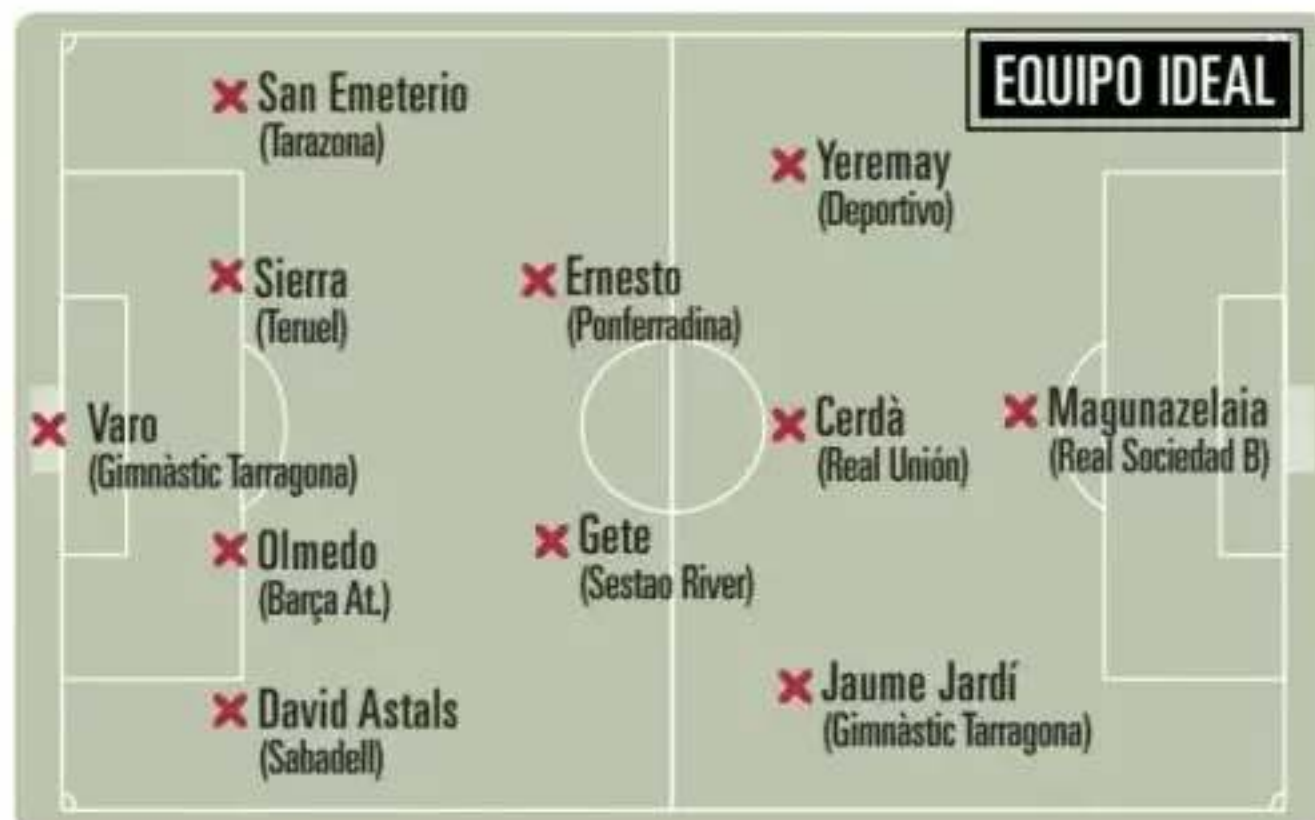 EQUIPO IDEAL
San Emeterio
(Tarazona)
Yeremay
(Deportivo)
Sierra
(Teruel)
Ernesto
(Ponferradina)
Varo
(Gimnàstic Tarragona)
Cerdà
(Real Unión)
Magunazelaia
(Real Sociedad B)
Olmedo
(Barça At.)
Gete
(Sestao River)
David Astals
(Sabadell)
Jaume Jardí
(Gimnàstic Tarragona)